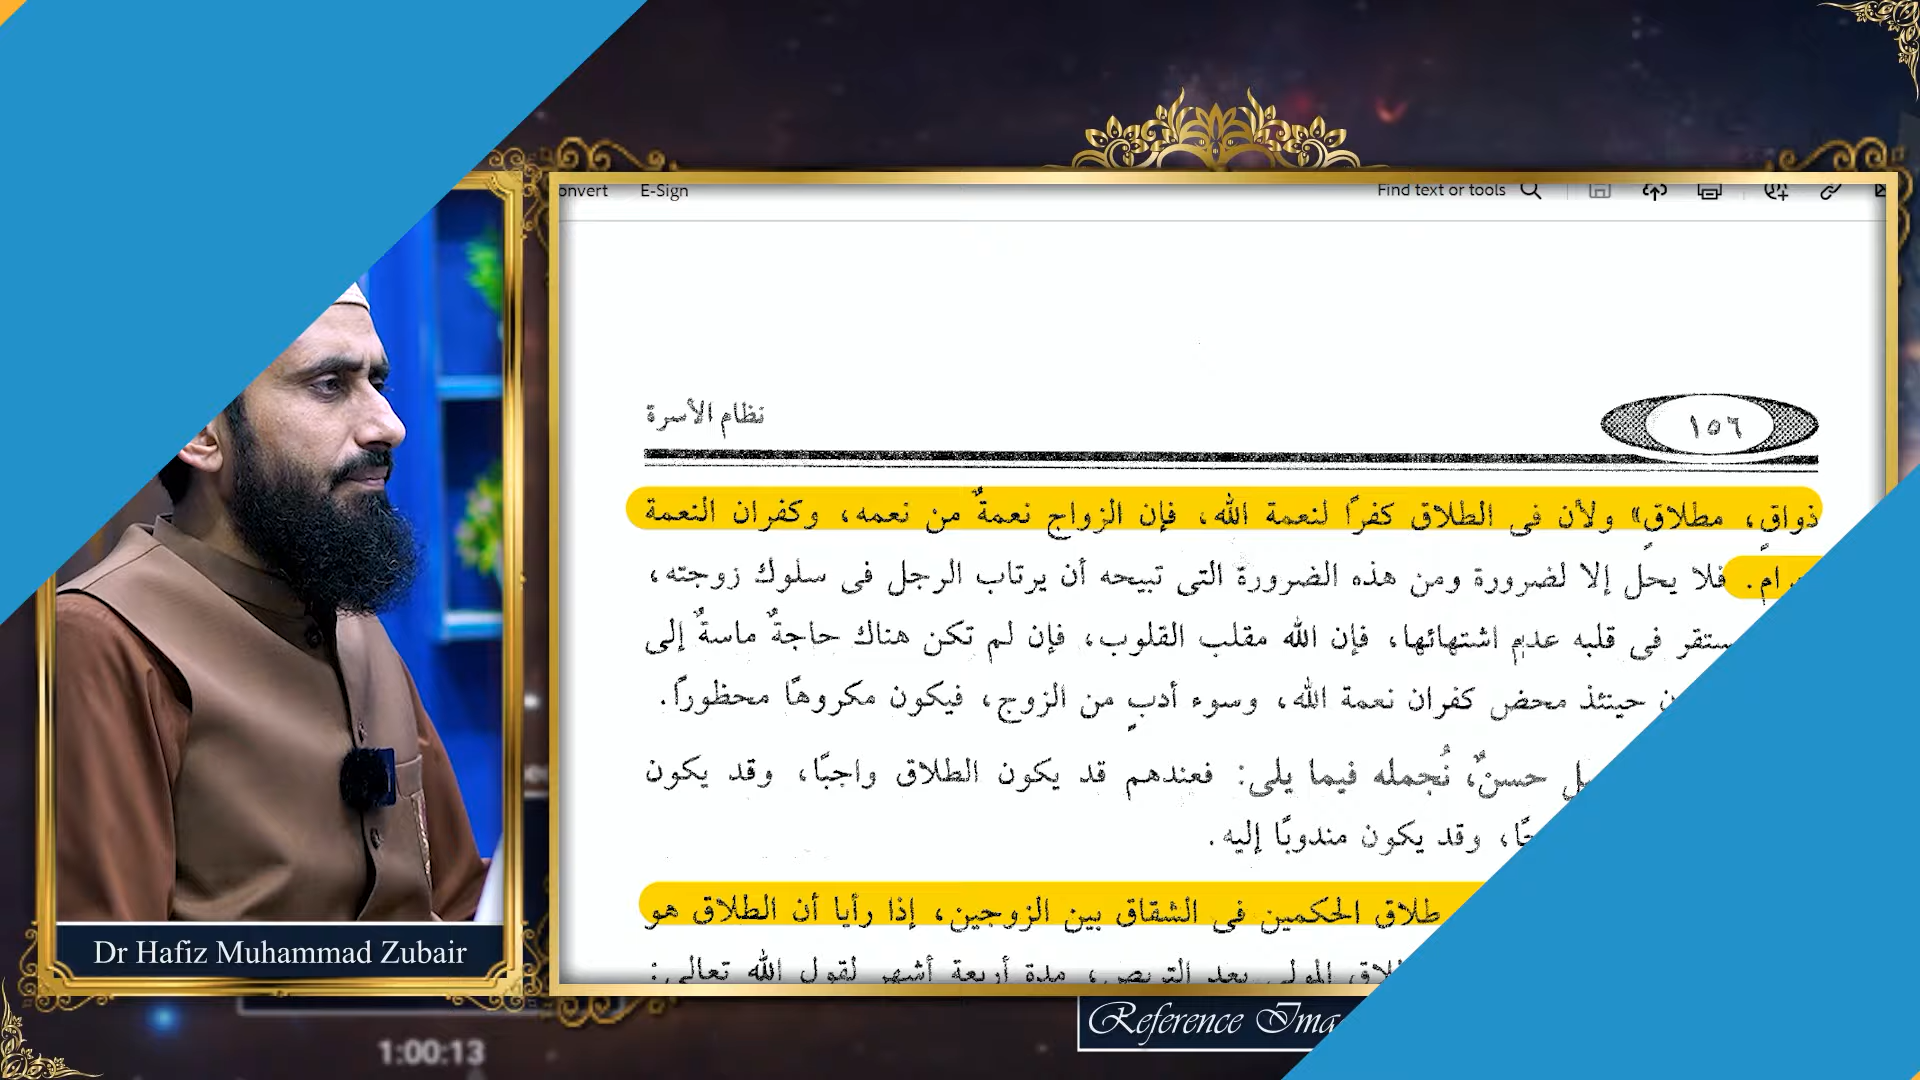 onvert E-Sign Find text or tools
نظام الأسرة
١٥٦
ذواقٍ، مطلاقٍ» ولأن فى الطلاق كفرًا لنعمة الله، فإن الزواج نعمةٌ من نعمه، وكفران النعمة
فلا يحل إلا لضرورة ومن هذه الضرورة التى تبيحه أن يرتاب الرجل فى سلوك زوجته،
ستقر فى قلبه عدم اشتهائها، فإن الله مقلب القلوب، فإن لم تكن هناك حاجةٌ ماسةٌ إلى
حينئذ محض كفران نعمة الله، وسوء أدبٍ من الزوج، فيكون مكروهًا محظورًا.
حسنٌ، نُجمله فيما يلى: فعندهم قد يكون الطلاق واجبًا، وقد يكون
وقد يكون مندوبًا إليه.
طلاق الحكمين فى الشقاق بين الزوجين، إذا رأيا أن الطلاق هو
المولى بعد التربص، مدة أربعة أشهر لقول الله تعالى:
Dr Hafiz Muhammad Zubair
Reference Ima
1:00:13